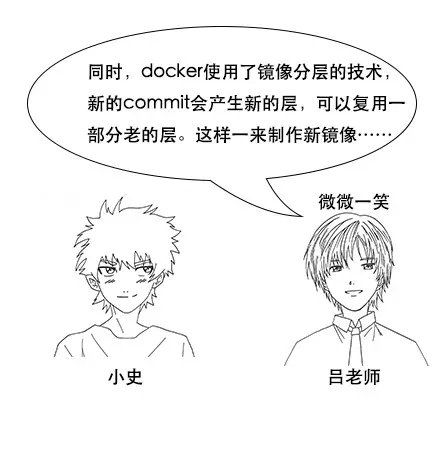 同时，docker使用了镜像分层的技术，
新的commit会产生新的层，可以复用一
部分老的层。这样一来制作新镜像……
微微一笑
小史
吕老师